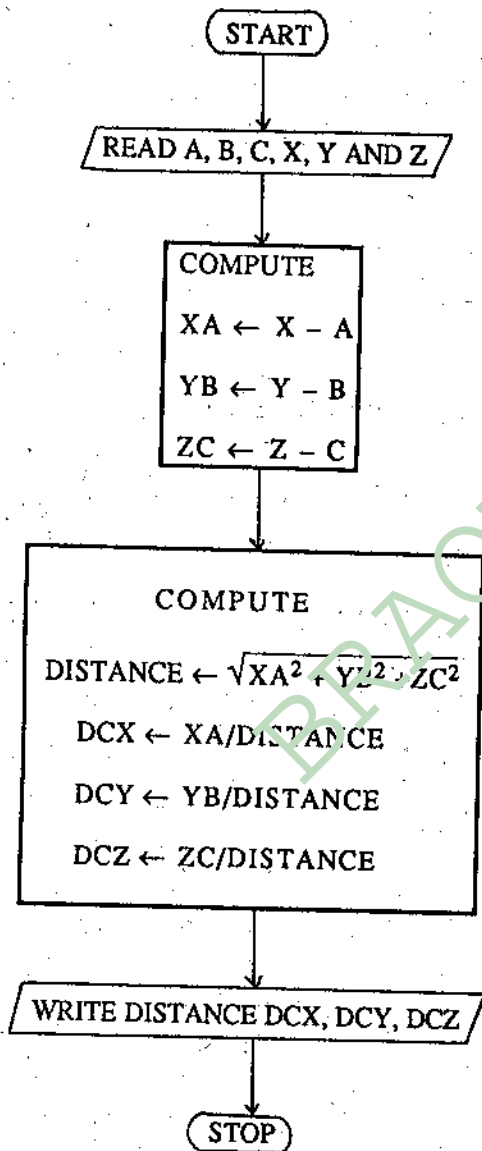 START
READ A, B, C, X, Y AND Z
COMPUTE
XA ← X – A
YB ← Y – B
ZC ← Z – C
COMPUTE
DISTANCE ← √XA² + YB² + ZC²
DCX ← XA/DISTANCE
DCY ← YB/DISTANCE
DCZ ← ZC/DISTANCE
WRITE DISTANCE DCX, DCY, DCZ
STOP